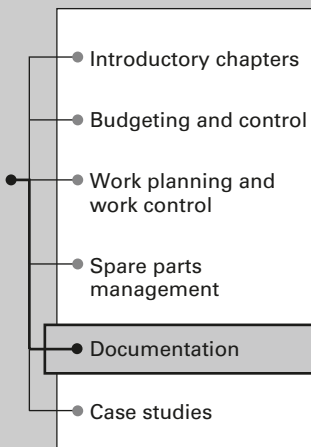 Introductory chapters
Budgeting and control
Work planning and
work control
Spare parts
management
Documentation
Case studies